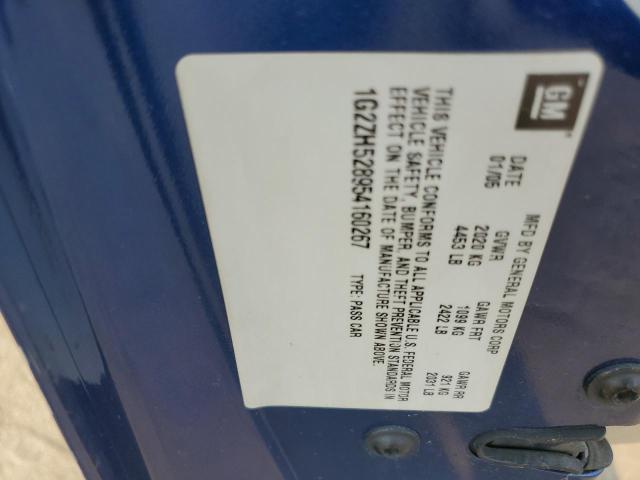 GM
MFD BY GENERAL MOTORS CORP
DATE GVWR GAWR FRT GAWR RR
01/05 2020 KG 1099 KG 921 KG
4453 LB 2422 LB 2031 LB
THIS VEHICLE CONFORMS TO ALL APPLICABLE U.S. FEDERAL MOTOR
VEHICLE SAFETY, BUMPER, AND THEFT PREVENTION STANDARDS IN
EFFECT ON THE DATE OF MANUFACTURE SHOWN ABOVE.
1G2ZH528954160267 TYPE: PASS CAR